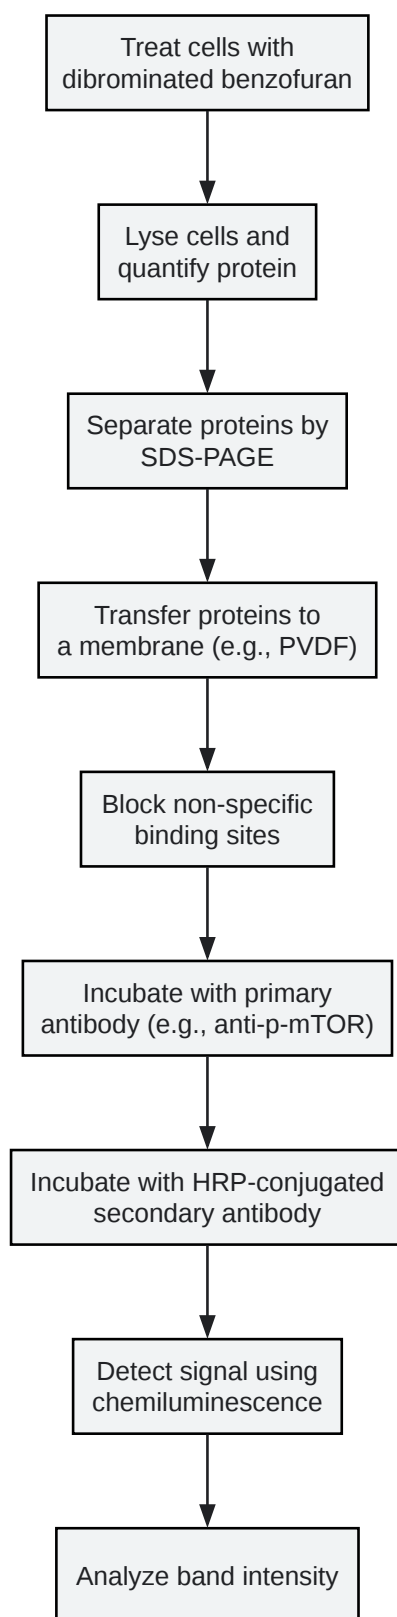 Treat cells with
dibrominated benzofuran
Lyse cells and
quantify protein
Separate proteins by
SDS-PAGE
Transfer proteins to
a membrane (e.g., PVDF)
Block non-specific
binding sites
Incubate with primary
antibody (e.g., anti-p-mTOR)
Incubate with HRP-conjugated
secondary antibody
Detect signal using
chemiluminescence
Analyze band intensity